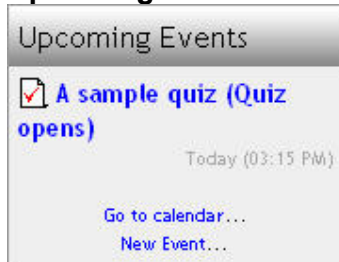 Upcoming Events
A sample quiz (Quiz
opens)
Today (03:15 PM)
Go to calendar...
New Event...